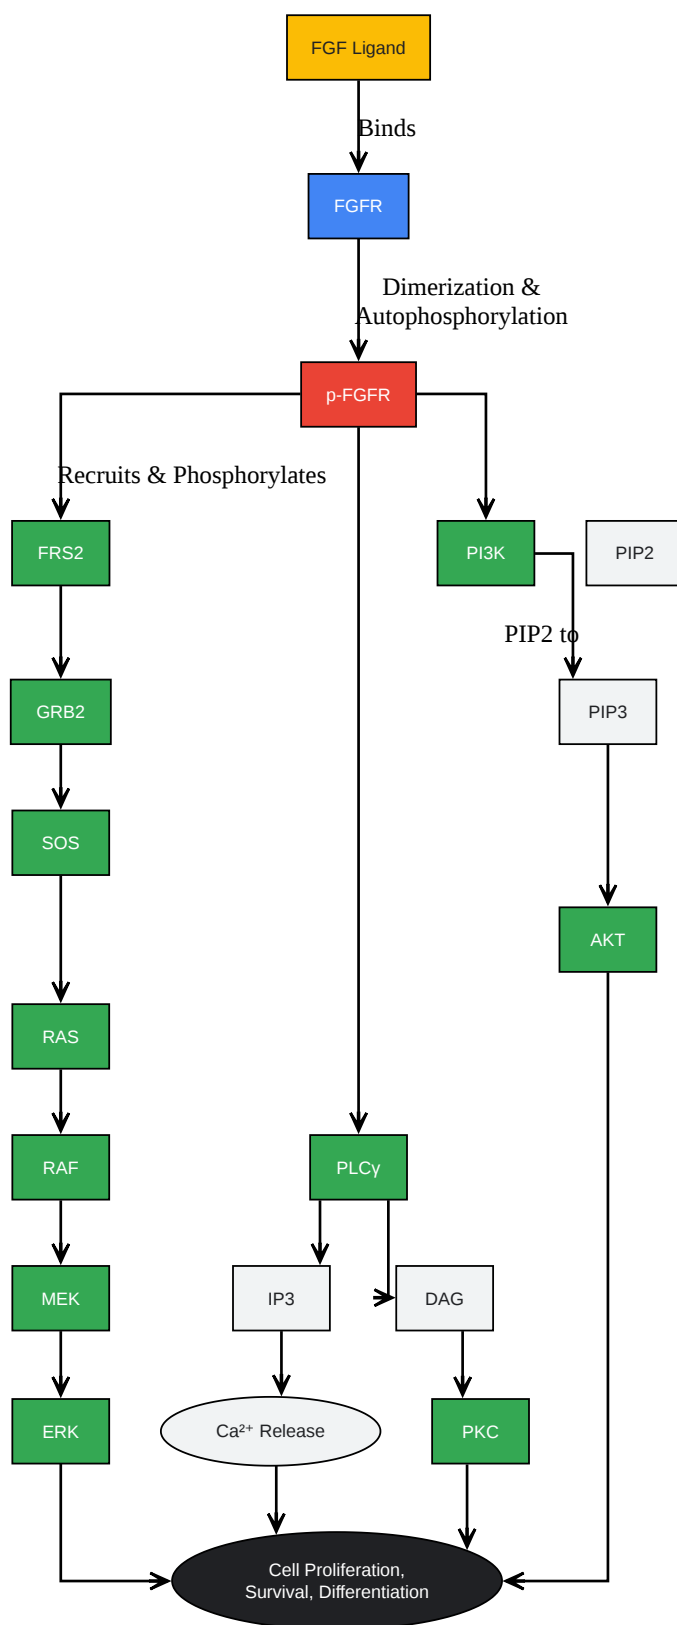 FGF Ligand
Binds
FGFR
Dimerization &
Autophosphorylation
p-FGFR
Recruits & Phosphorylates
FRS2
PI3K
PIP2
PIP2 to
GRB2
PIP3
SOS
AKT
RAS
RAF
PLCγ
MEK
IP3
DAG
ERK
Ca²⁺ Release
PKC
Cell Proliferation,
Survival, Differentiation